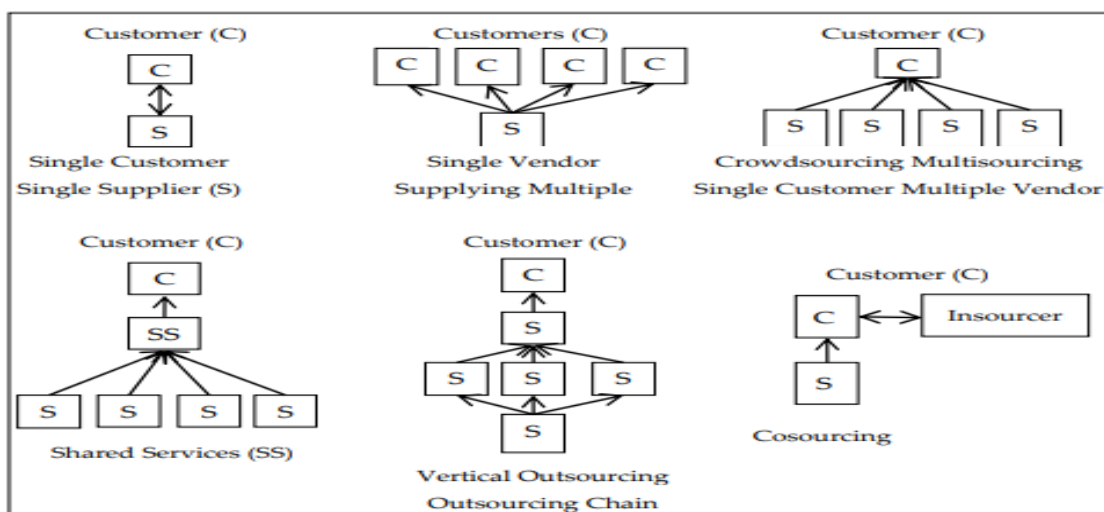 Customer (C)
C
S
Single Customer
Single Supplier (S)
Customers (C)
C C C C
S
Single Vendor
Supplying Multiple
Customer (C)
C
S S S S
Crowdsourcing Multisourcing
Single Customer Multiple Vendor
Customer (C)
C
SS
S S S S
Shared Services (SS)
Customer (C)
C
S
S S S
S
Vertical Outsourcing
Outsourcing Chain
Customer (C)
C Insourcer
S
Cosourcing